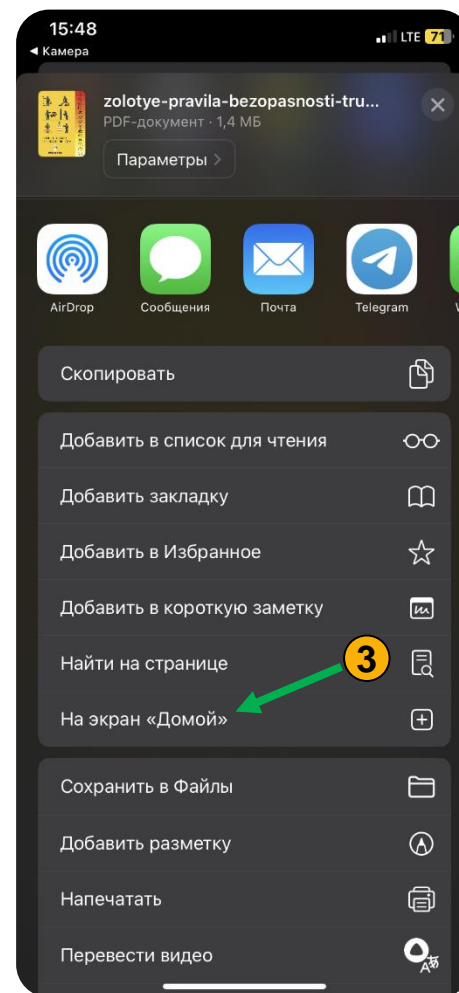 15:48
LTE 71
◀ Камера
zolotye-pravila-bezopasnosti-tru...
PDF-документ · 1,4 МБ
Параметры >
AirDrop
Сообщения
Почта
Telegram
Скопировать
Добавить в список для чтения
Добавить закладку
Добавить в Избранное
Добавить в короткую заметку
3
Найти на странице
На экран «Домой»
Сохранить в Файлы
Добавить разметку
Напечатать
Перевести видео